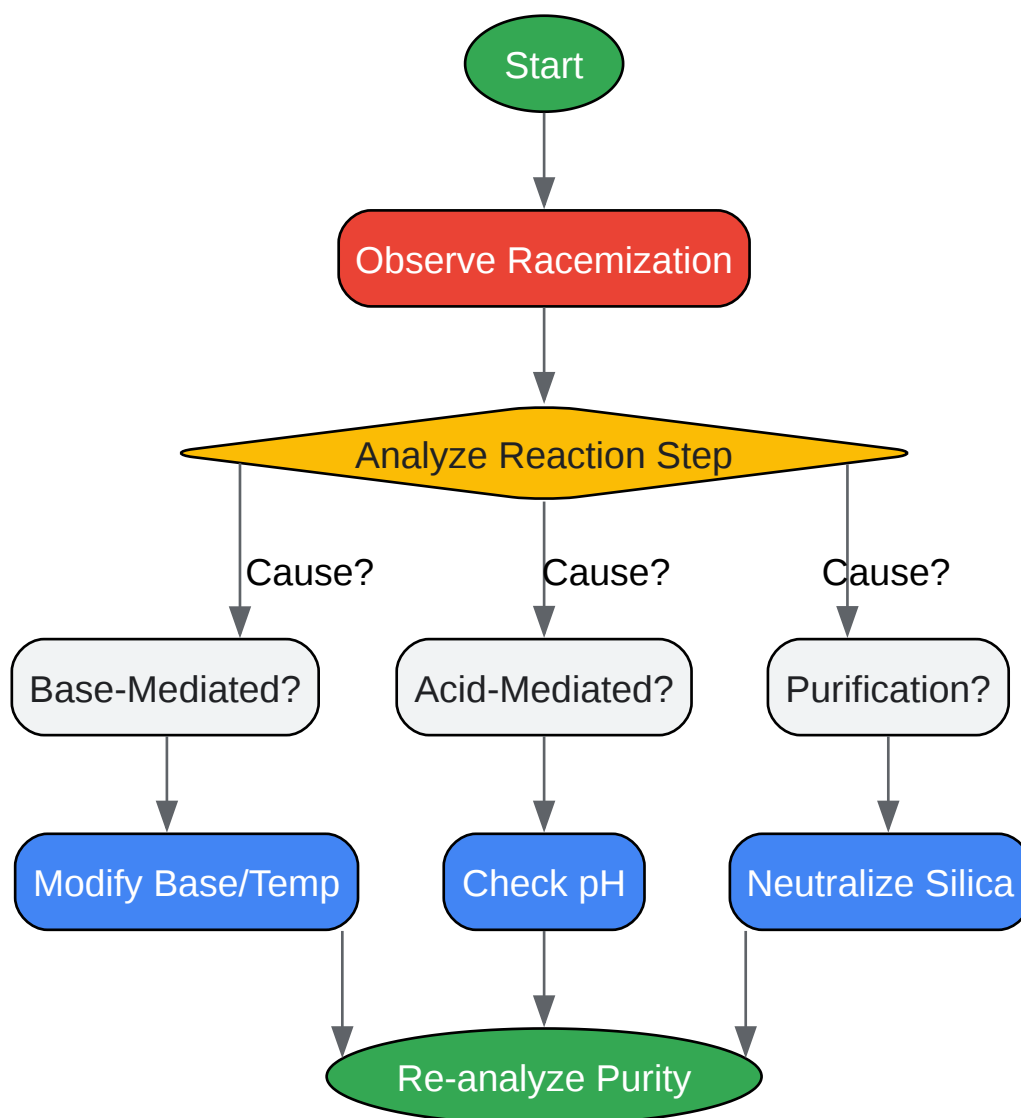 Start
Observe Racemization
Analyze Reaction Step
Cause?
Cause?
Cause?
Base-Mediated?
Acid-Mediated?
Purification?
Modify Base/Temp
Check pH
Neutralize Silica
Re-analyze Purity